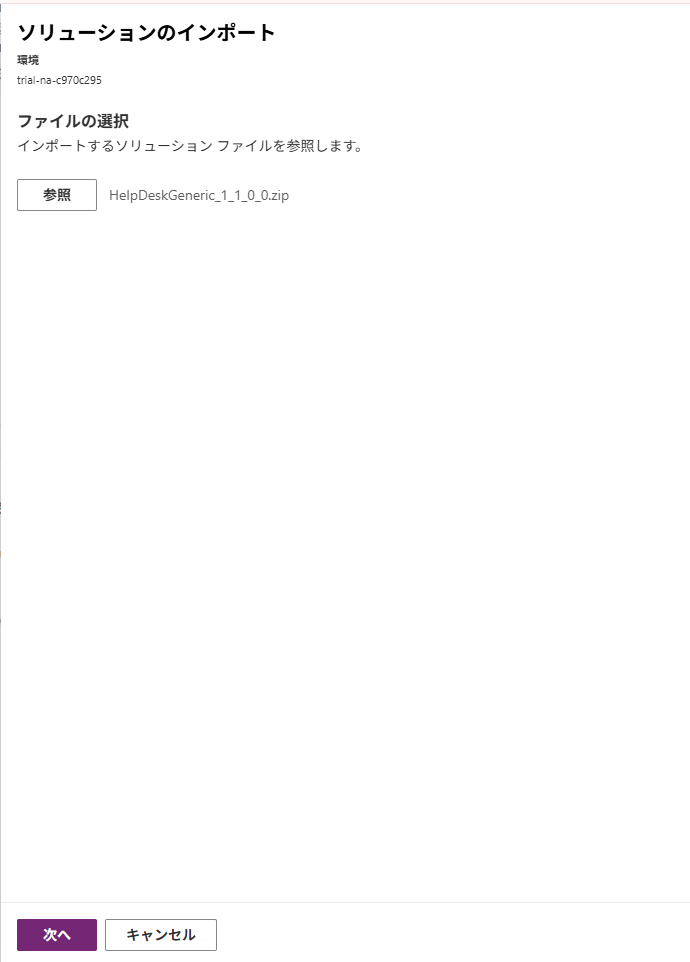 ソリューションのインポート
環境
trial-na-c970c295
ファイルの選択
インポートするソリューション ファイルを参照します。
参照 HelpDeskGeneric_1_1_0_0.zip
次へ キャンセル